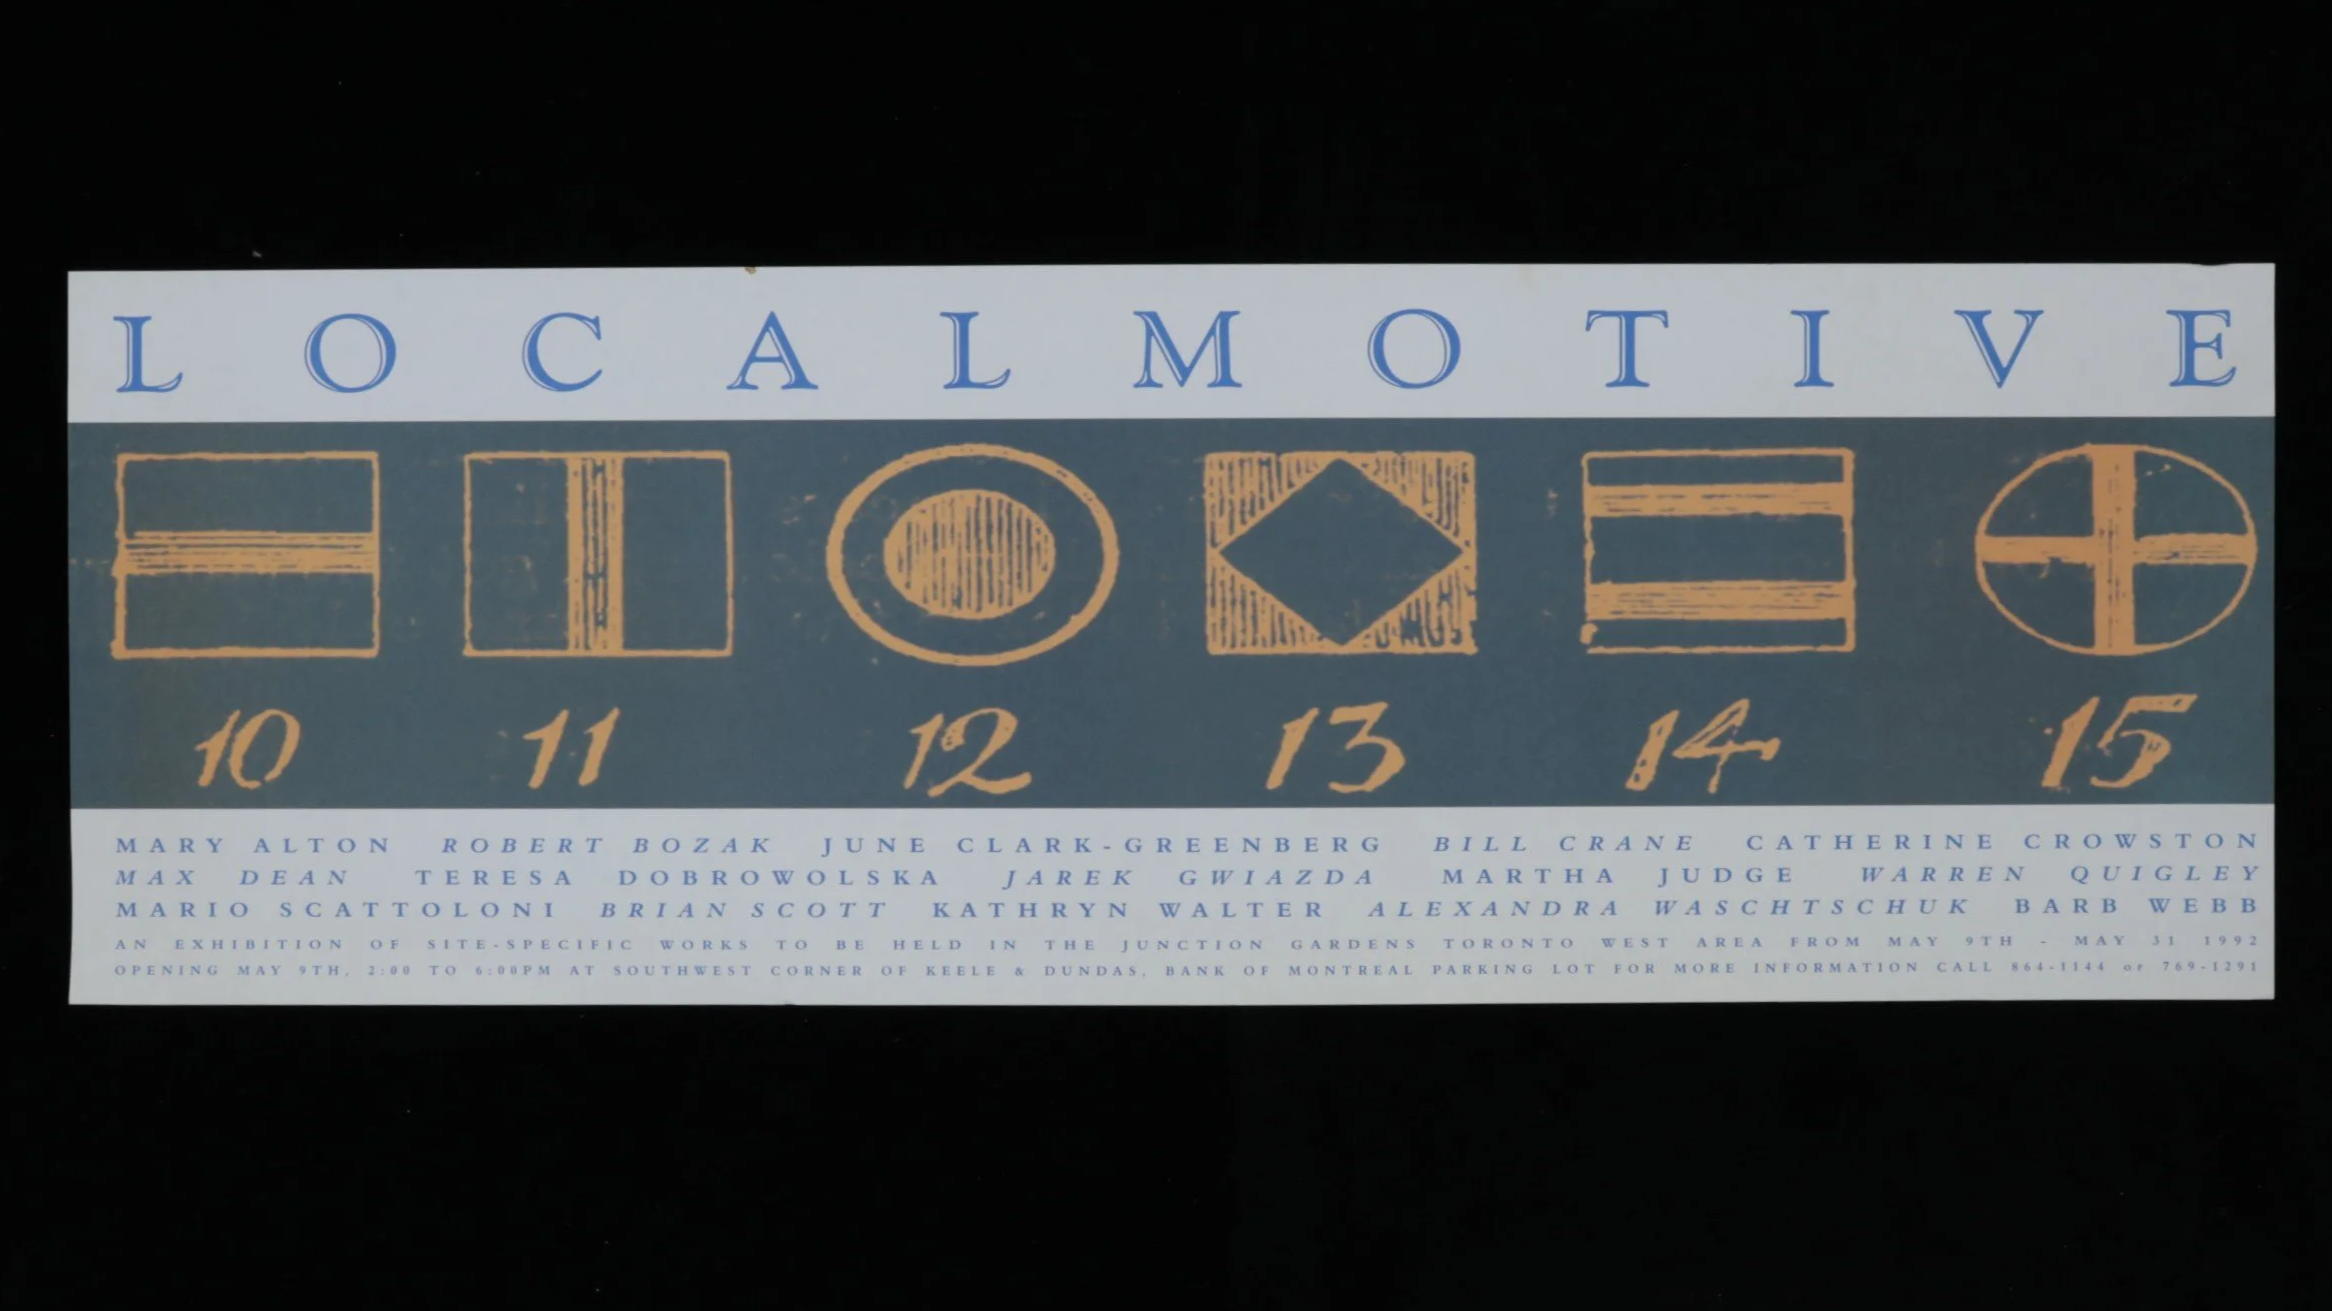 LOCALMOTIVE
10 11 12 13 14 15
MARY ALTON ROBERT BOZAK JUNE CLARK-GREENBERG BILL CRANE CATHERINE CROWSTON
MAX DEAN TERESA DOBROWOLSKA JAREK GWIAZDA MARTHA JUDGE WARREN QUIGLEY
MARIO SCATTOLONI BRIAN SCOTT KATHRYN WALTER ALEXANDRA WASCHTSCHUK BARB WEBB
AN EXHIBITION OF SITE-SPECIFIC WORKS TO BE HELD IN THE JUNCTION GARDENS TORONTO WEST AREA FROM MAY 9TH - MAY 31 1992
OPENING MAY 9TH, 2:00 TO 6:00PM AT SOUTHWEST CORNER OF KEELE & DUNDAS, BANK OF MONTREAL PARKING LOT FOR MORE INFORMATION CALL 864-1144 or 769-1291